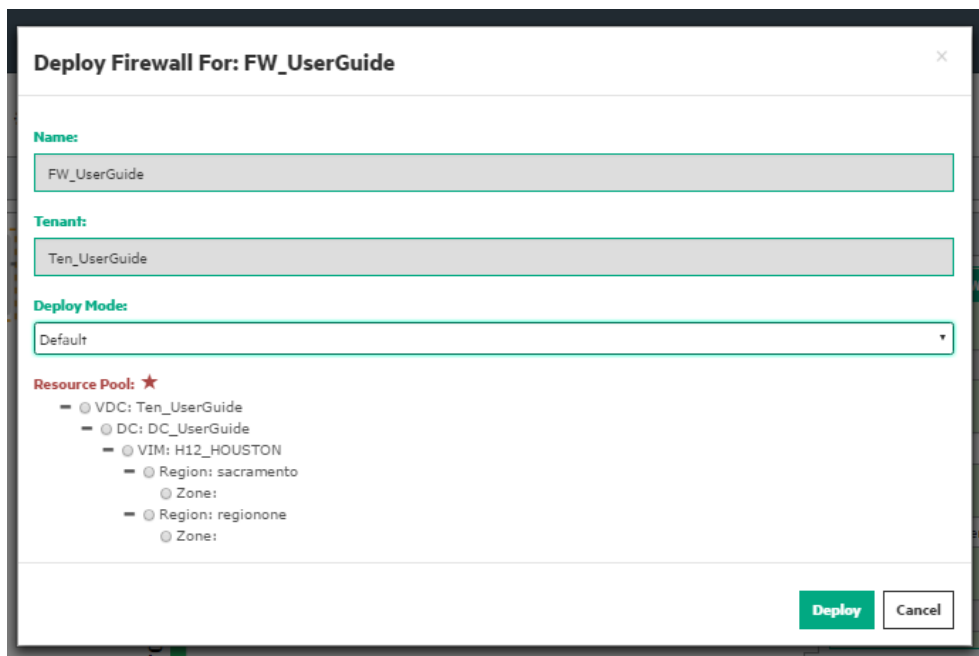 Deploy Firewall For: FW_UserGuide
×
Name:
FW_UserGuide
Tenant:
Ten_UserGuide
Deploy Mode:
Default
Resource Pool: ★
VDC: Ten_UserGuide
DC: DC_UserGuide
VIM: H12_HOUSTON
Region: sacramento
Zone:
Region: regionone
Zone:
Deploy Cancel